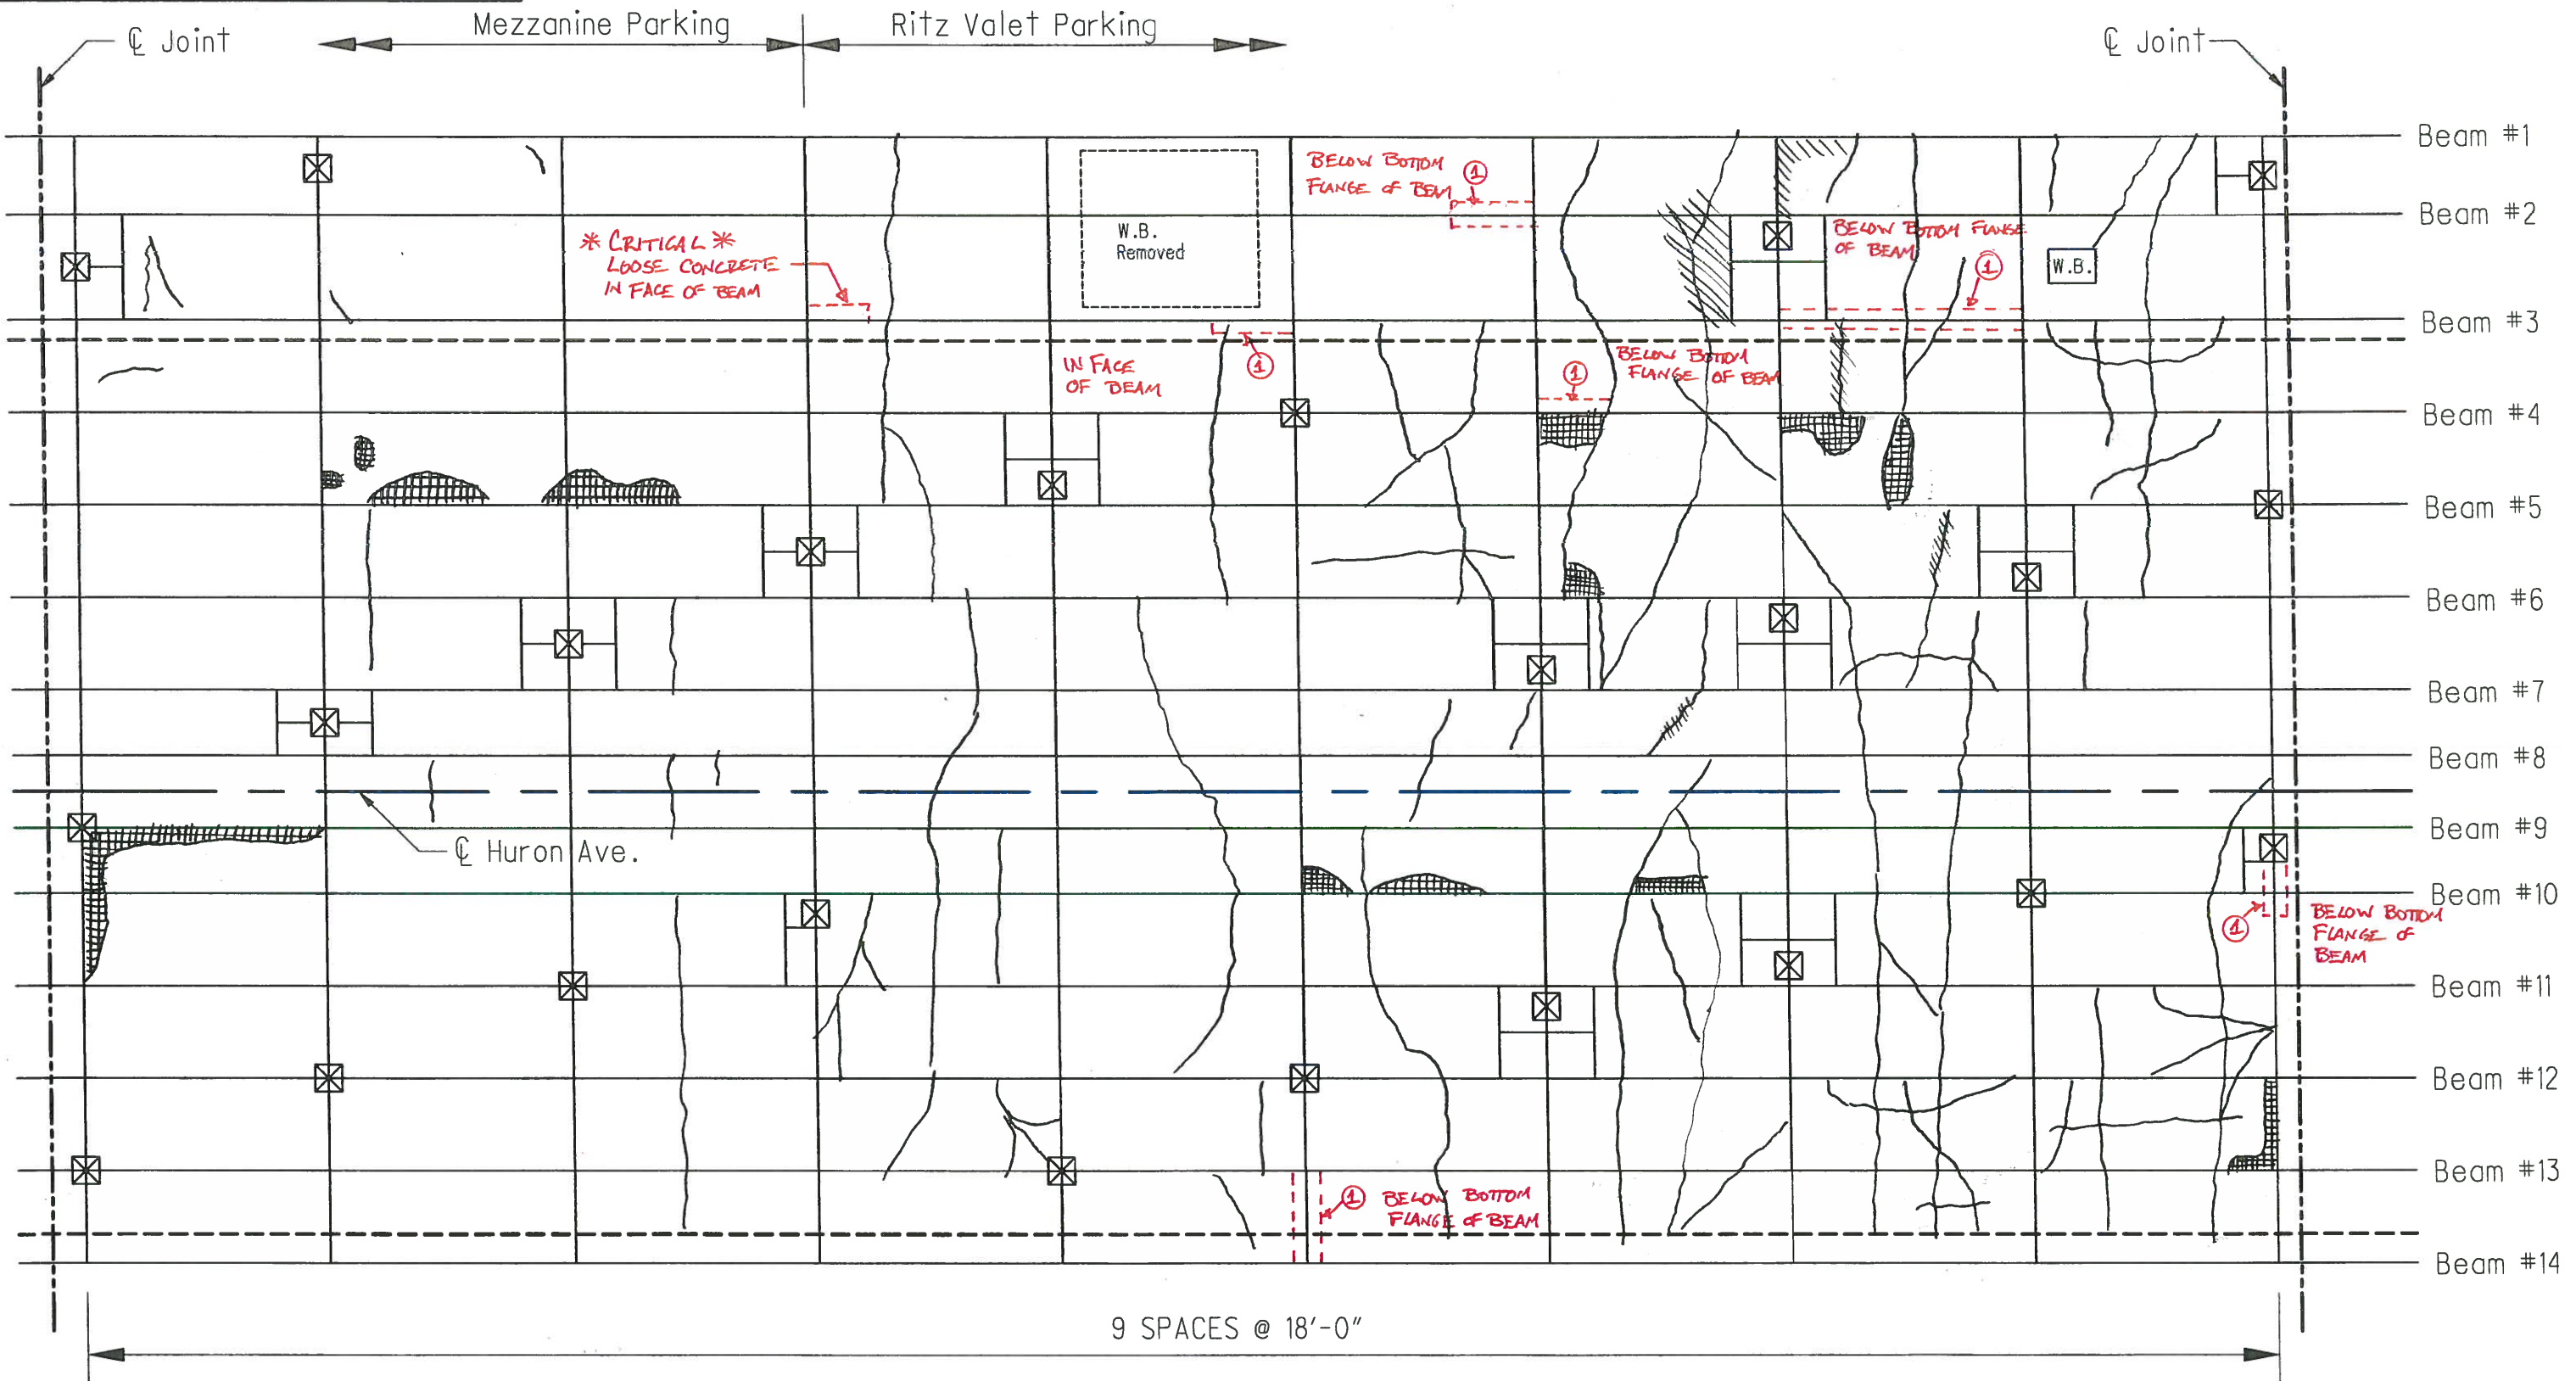 ℄ Joint
Mezzanine Parking
Ritz Valet Parking
℄ Joint
Beam #1
BELOW BOTTOM
FLANGE OF BEAM
1
Beam #2
W.B.
Removed
* CRITICAL *
LOOSE CONCRETE
IN FACE OF BEAM
BELOW BOTTOM FLANGE
OF BEAM
1
W.B.
Beam #3
IN FACE
OF BEAM
1
1
BELOW BOTTOM
FLANGE OF BEAM
Beam #4
Beam #5
Beam #6
Beam #7
Beam #8
℄ Huron Ave.
Beam #9
Beam #10
1
BELOW BOTTOM
FLANGE OF
BEAM
Beam #11
Beam #12
Beam #13
1
BELOW BOTTOM
FLANGE OF BEAM
Beam #14
9 SPACES @ 18'-0"